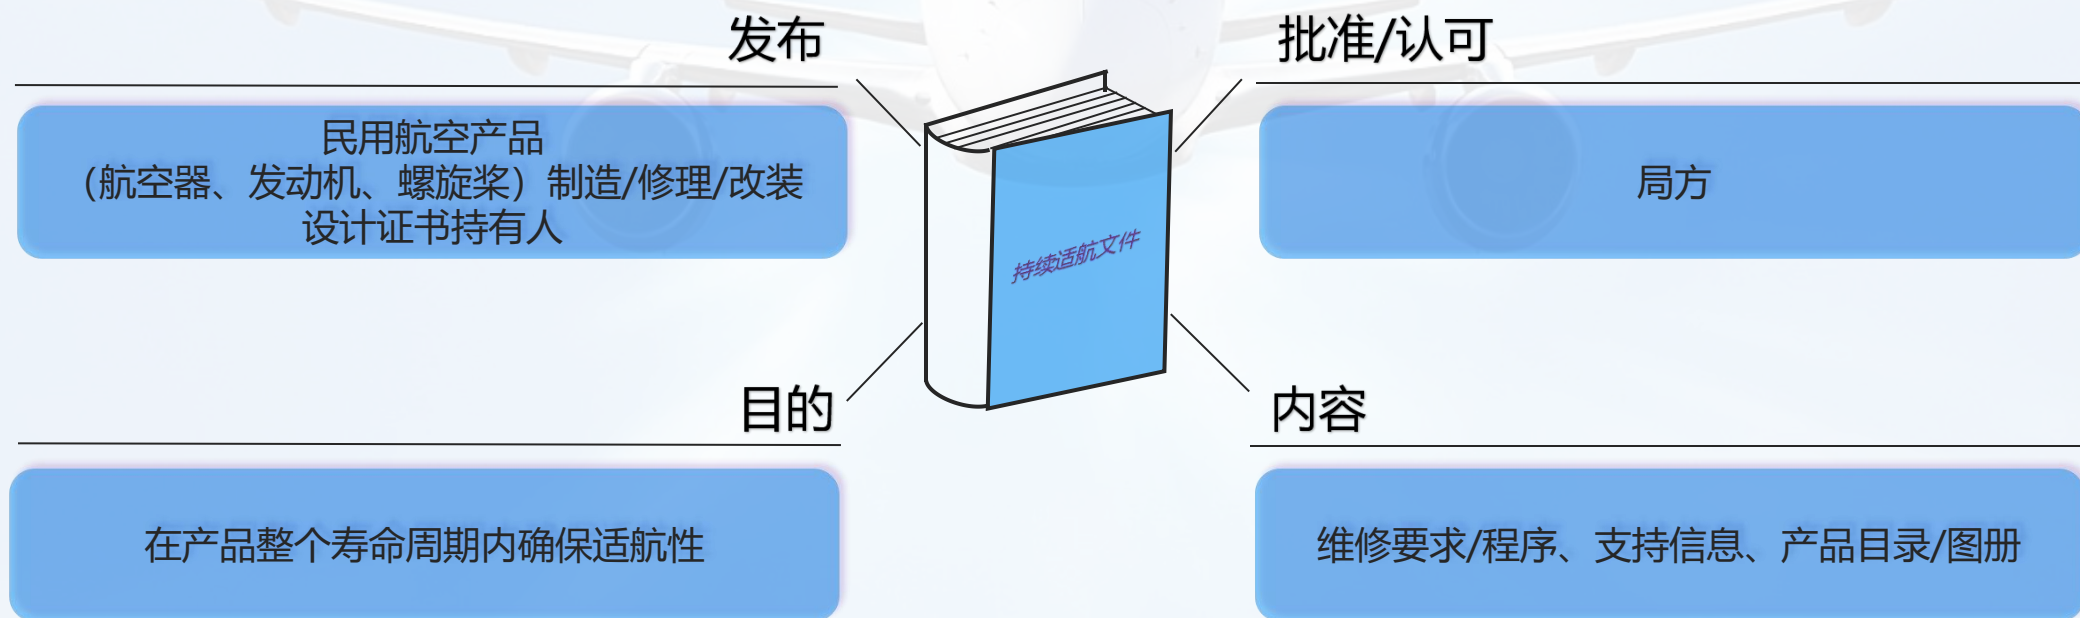 发布
民用航空产品
（航空器、发动机、螺旋桨）制造/修理/改装
设计证书持有人
批准/认可
局方
持续适航文件
目的
在产品整个寿命周期内确保适航性
内容
维修要求/程序、支持信息、产品目录/图册